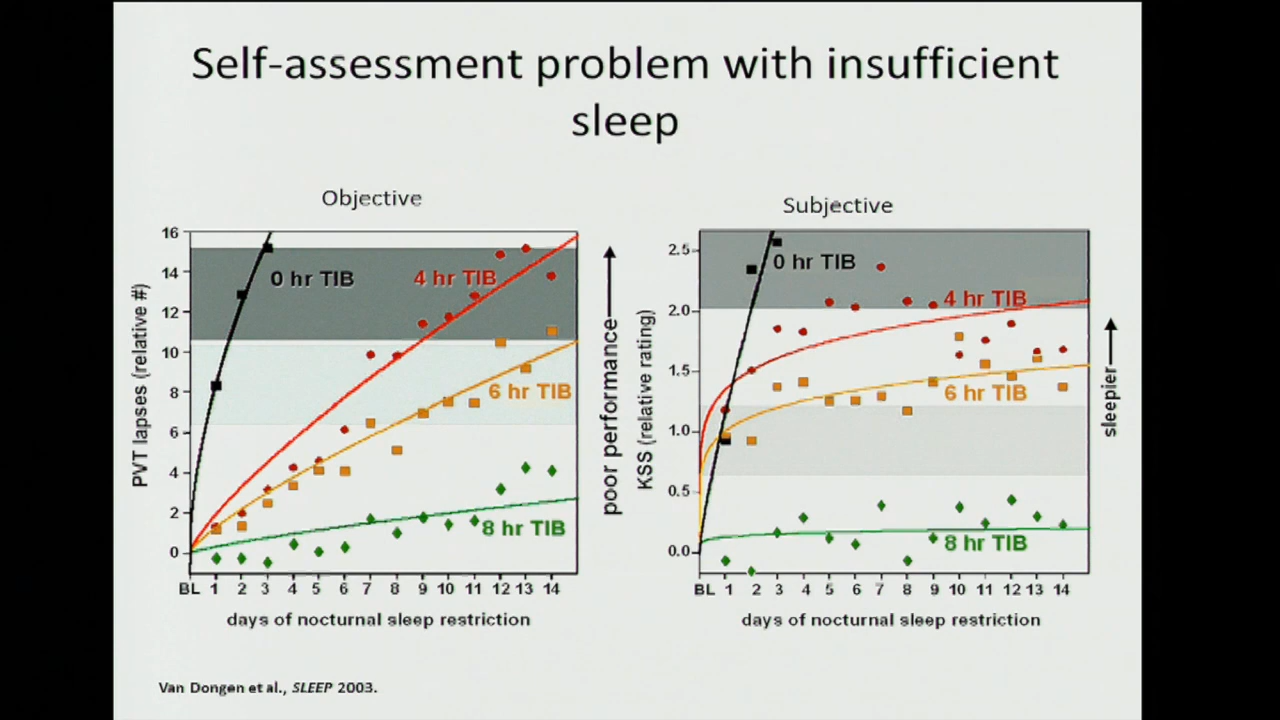 Self-assessment problem with insufficient
sleep
Objective
16
14
12
10
8
6
4
2
0
PVT lapses (relative #)
0 hr TIB
4 hr TIB
6 hr TIB
8 hr TIB
BL 1 2 3 4 5 6 7 8 9 10 11 12 13 14
days of nocturnal sleep restriction
poor performance
Subjective
2.5
2.0
1.5
1.0
0.5
0.0
KSS (relative rating)
0 hr TIB
4 hr TIB
6 hr TIB
8 hr TIB
BL 1 2 3 4 5 6 7 8 9 10 11 12 13 14
days of nocturnal sleep restriction
sleepier
Van Dongen et al., SLEEP 2003.